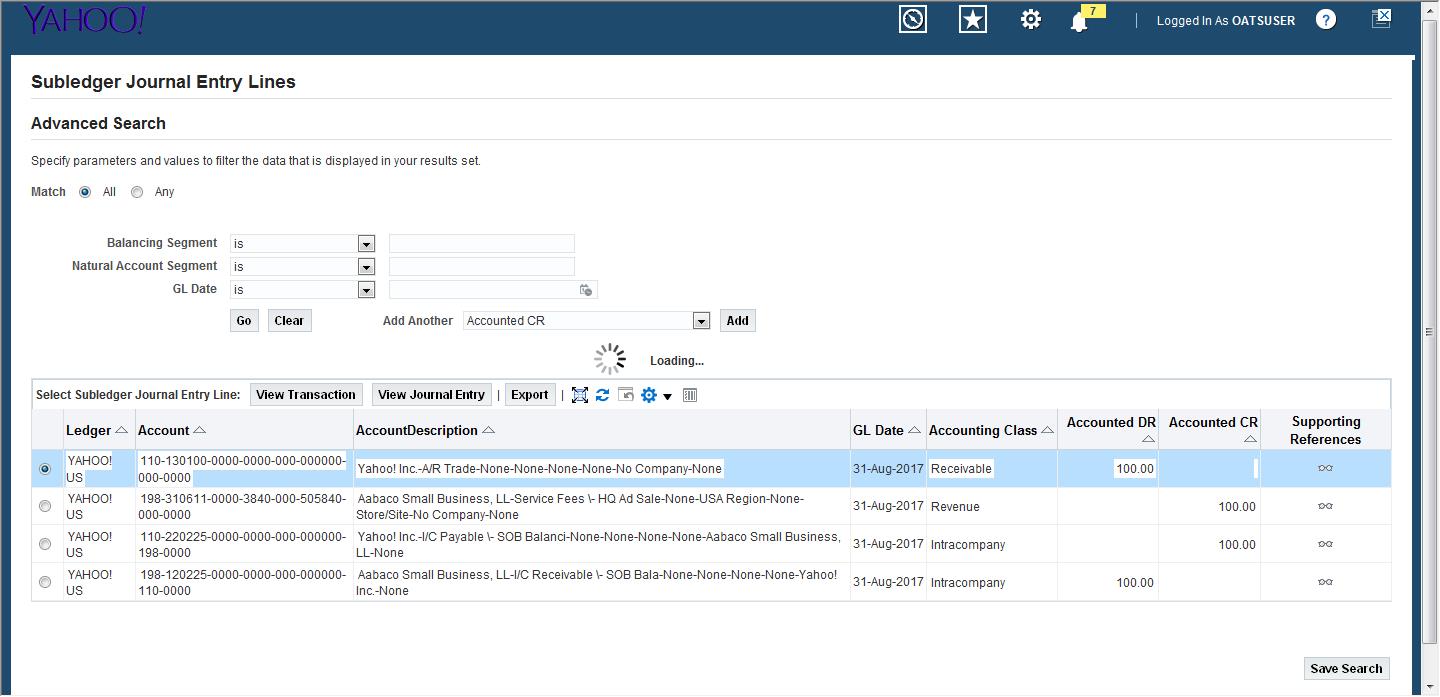 YAHOO!
7
Logged In As OATSUSER
?
Subledger Journal Entry Lines
Advanced Search
Specify parameters and values to filter the data that is displayed in your results set.
Match All Any
Balancing Segment is
Natural Account Segment is
GL Date is
Go Clear Add Another Accounted CR Add
Loading...
Select Subledger Journal Entry Line: View Transaction View Journal Entry | Export |
Ledger Account AccountDescription GL Date Accounting Class Accounted DR Accounted CR Supporting
References
YAHOO! 110-130100-0000-0000-000-000000-
US 000-0000
Yahoo! Inc.-A/R Trade-None-None-None-None-No Company-None 31-Aug-2017 Receivable 100.00
YAHOO! 198-310611-0000-3840-000-505840- Aabaco Small Business, LL-Service Fees \- HQ Ad Sale-None-USA Region-None-
US 000-0000 Store/Site-No Company-None
31-Aug-2017 Revenue 100.00
YAHOO! 110-220225-0000-0000-000-000000- Yahoo! Inc.-I/C Payable \- SOB Balanci-None-None-None-None-Aabaco Small Business,
US 198-0000 LL-None
31-Aug-2017 Intracompany 100.00
YAHOO! 198-120225-0000-0000-000-000000- Aabaco Small Business, LL-I/C Receivable \- SOB Bala-None-None-None-None-Yahoo!
US 110-0000 Inc.-None
31-Aug-2017 Intracompany 100.00
Save Search